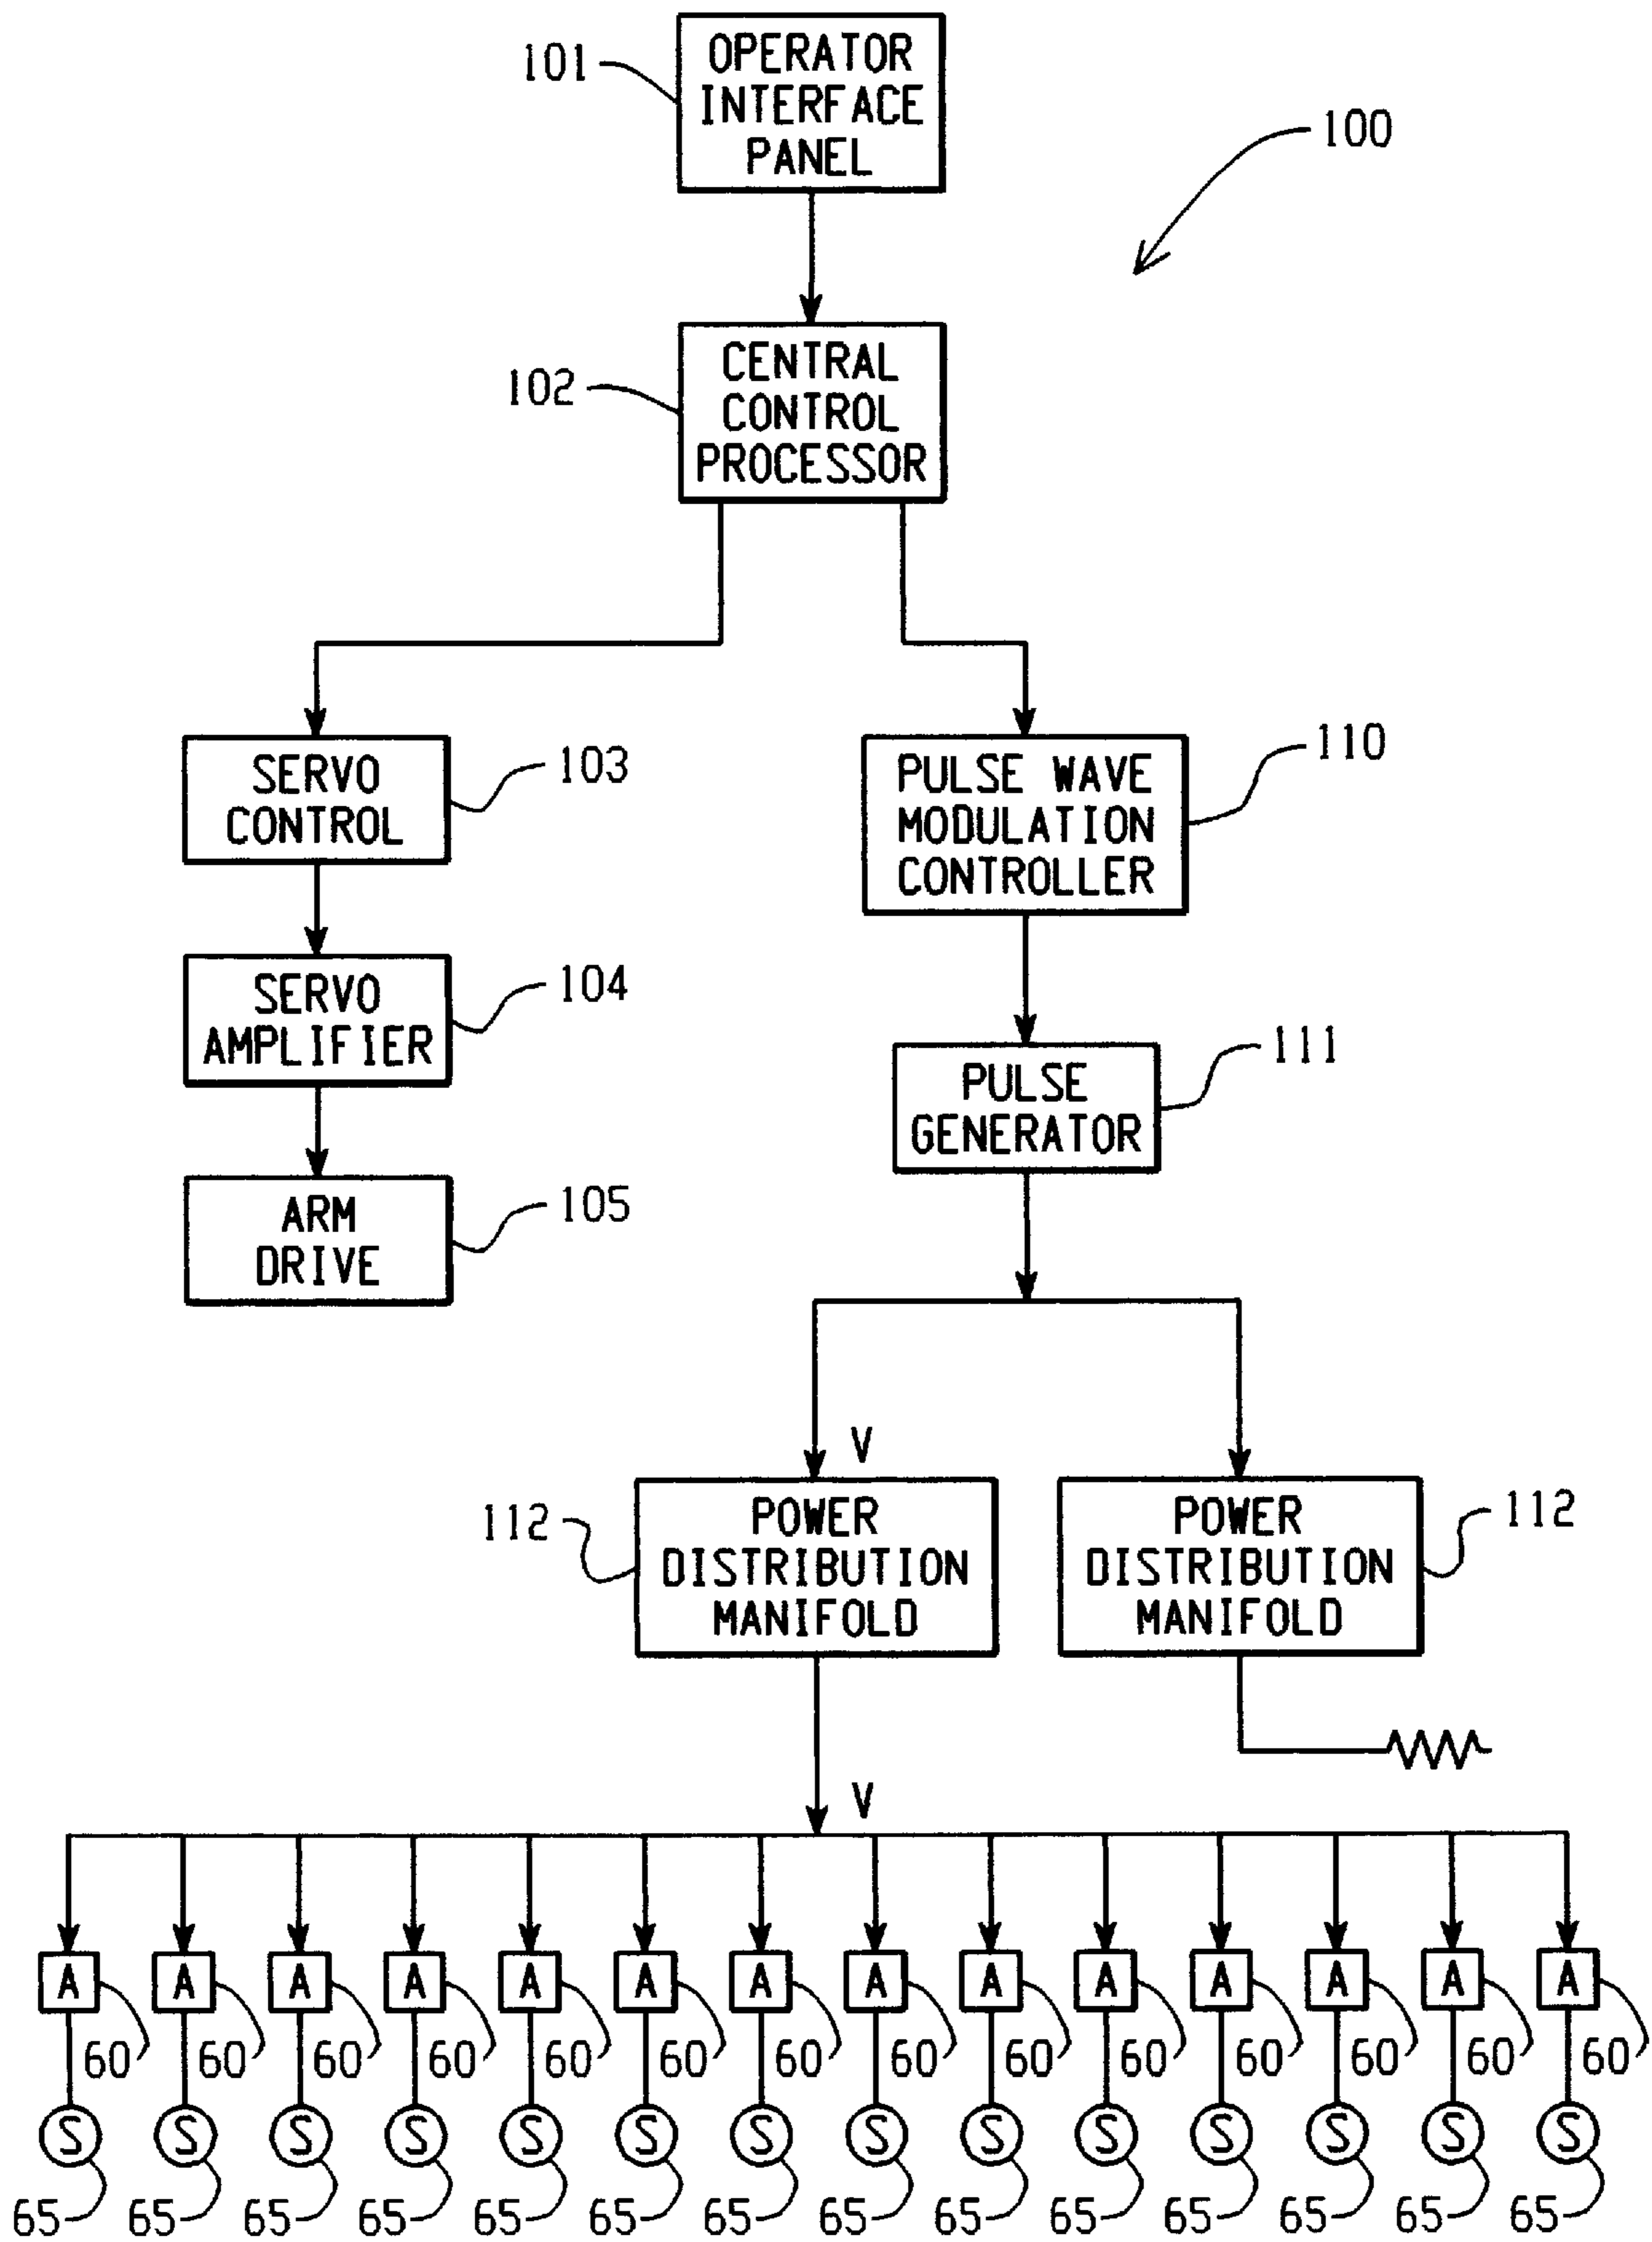 OPERATOR
INTERFACE
PANEL
101
100
CENTRAL
CONTROL
PROCESSOR
102
SERVO
CONTROL
103
PULSE WAVE
MODULATION
CONTROLLER
110
SERVO
AMPLIFIER
104
PULSE
GENERATOR
111
ARM
DRIVE
105
V
112
POWER
DISTRIBUTION
MANIFOLD
POWER
DISTRIBUTION
MANIFOLD
112
V
A A A A A A A A A A A A A A
60 60 60 60 60 60 60 60 60 60 60 60 60 60
S S S S S S S S S S S S S S
65 65 65 65 65 65 65 65 65 65 65 65 65 65